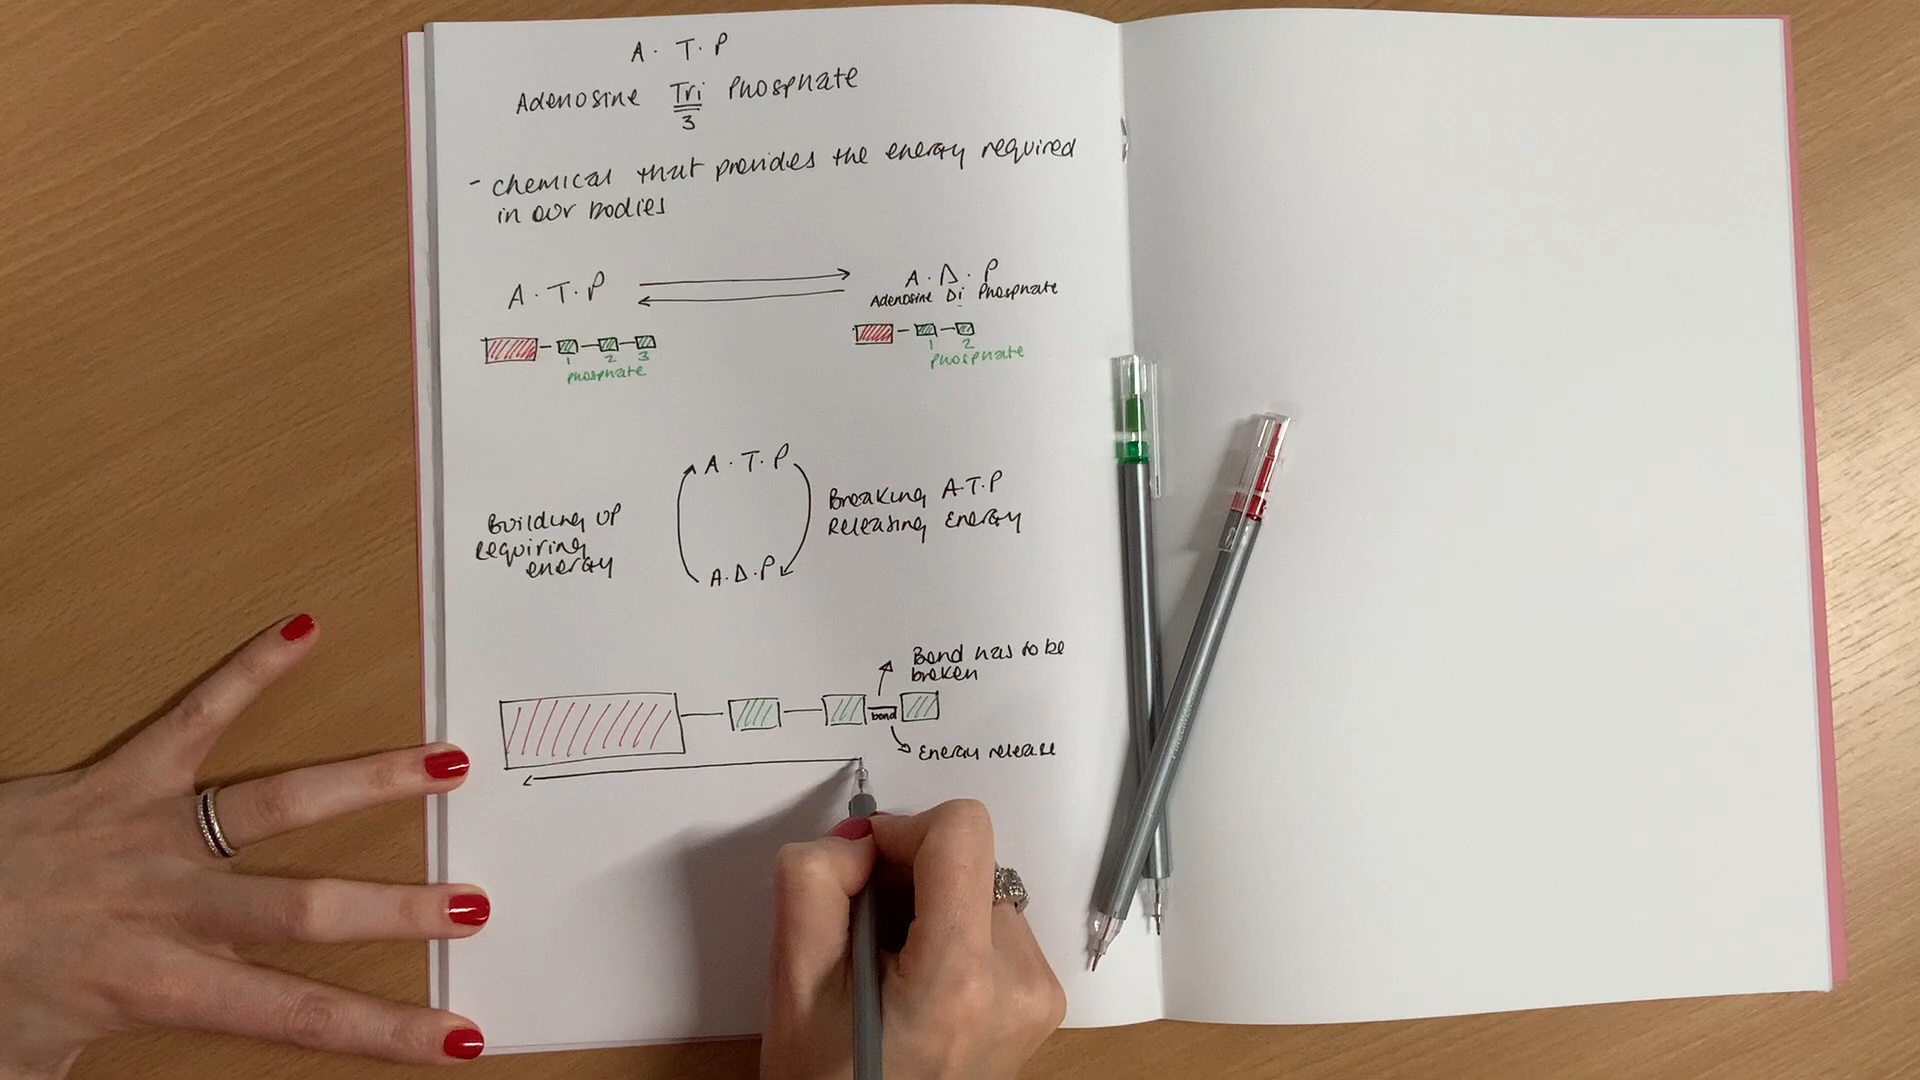 A. T. P
Adenosine Tri Phosphate
3
- chemical that provides the energy required
in our bodies
A.T.P
A.D.P
Adenosine Di Phosphate
1 2 3
Phosphate
1 2
Phosphate
A.T.P
Building up
requiring
energy
Breaking A.T.P
Releasing Energy
A.D.P
Bond has to be
broken
bond
Energy release